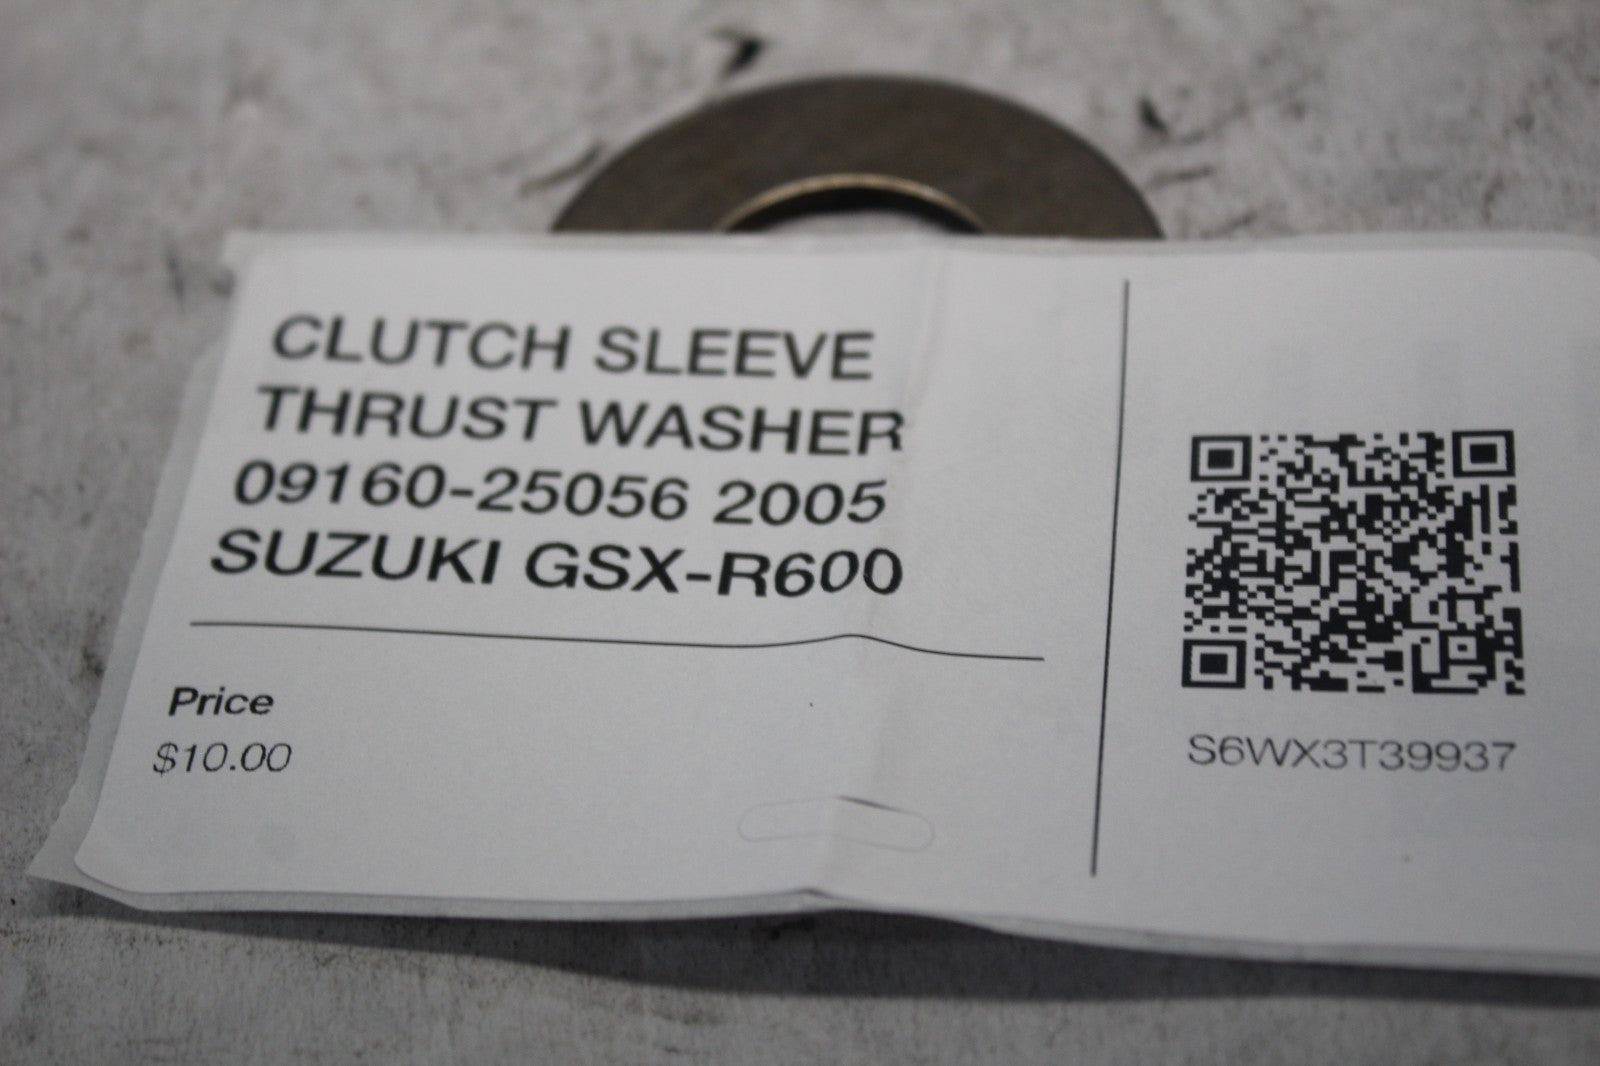 CLUTCH SLEEVE
THRUST WASHER
09160-25056 2005
SUZUKI GSX-R600
Price
$10.00
S6WX3T39937